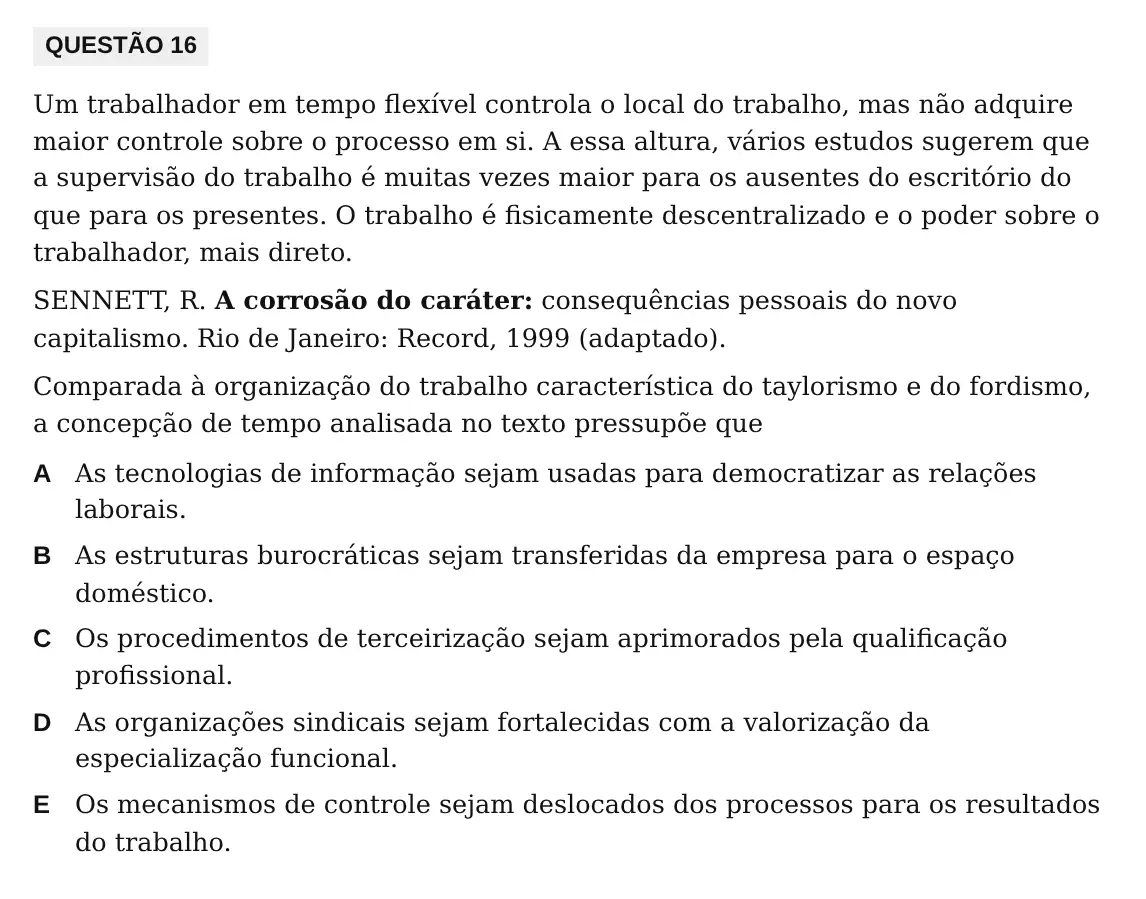 QUESTÃO 16
Um trabalhador em tempo flexível controla o local do trabalho, mas não adquire
maior controle sobre o processo em si. A essa altura, vários estudos sugerem que
a supervisão do trabalho é muitas vezes maior para os ausentes do escritório do
que para os presentes. O trabalho é fisicamente descentralizado e o poder sobre o
trabalhador, mais direto.
SENNETT, R. A corrosão do caráter: consequências pessoais do novo
capitalismo. Rio de Janeiro: Record, 1999 (adaptado).
Comparada à organização do trabalho característica do taylorismo e do fordismo,
a concepção de tempo analisada no texto pressupõe que
A As tecnologias de informação sejam usadas para democratizar as relações
laborais.
B As estruturas burocráticas sejam transferidas da empresa para o espaço
doméstico.
C Os procedimentos de terceirização sejam aprimorados pela qualificação
profissional.
D As organizações sindicais sejam fortalecidas com a valorização da
especialização funcional.
E Os mecanismos de controle sejam deslocados dos processos para os resultados
do trabalho.